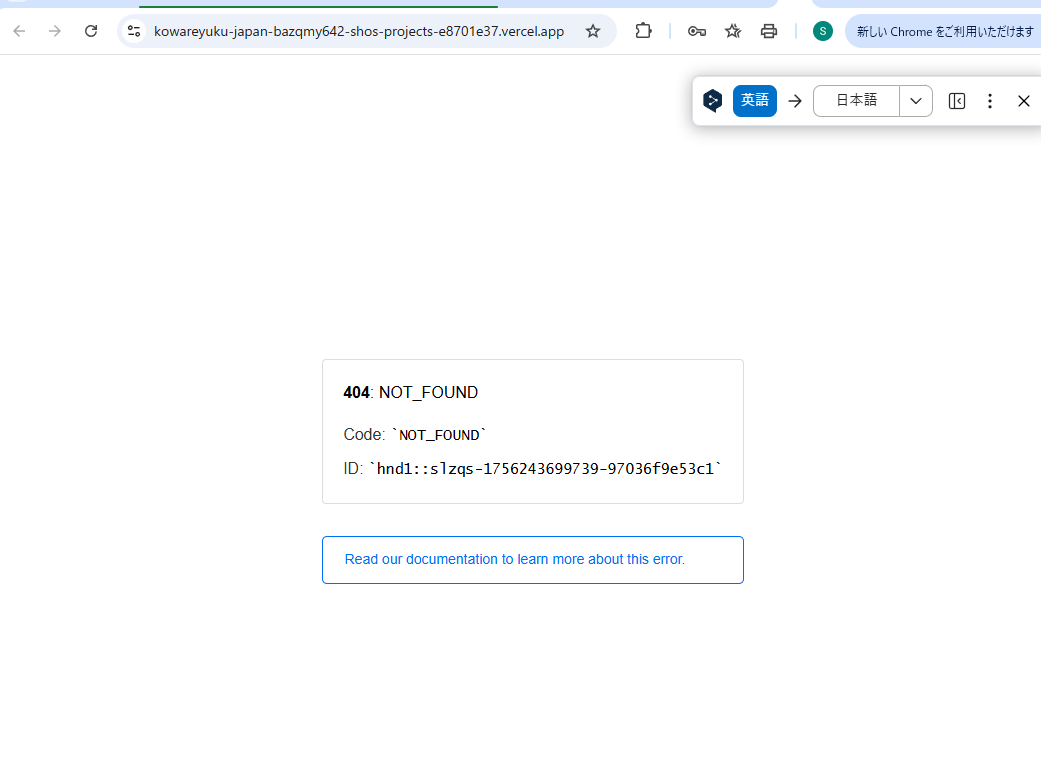 kowareyuku-japan-bazqmy642-shos-projects-e8701e37.vercel.app
S
新しい Chrome をご利用いただけます
英語
日本語
404: NOT_FOUND
Code: `NOT_FOUND`
ID: `hnd1::slzqs-1756243699739-97036f9e53c1`
Read our documentation to learn more about this error.